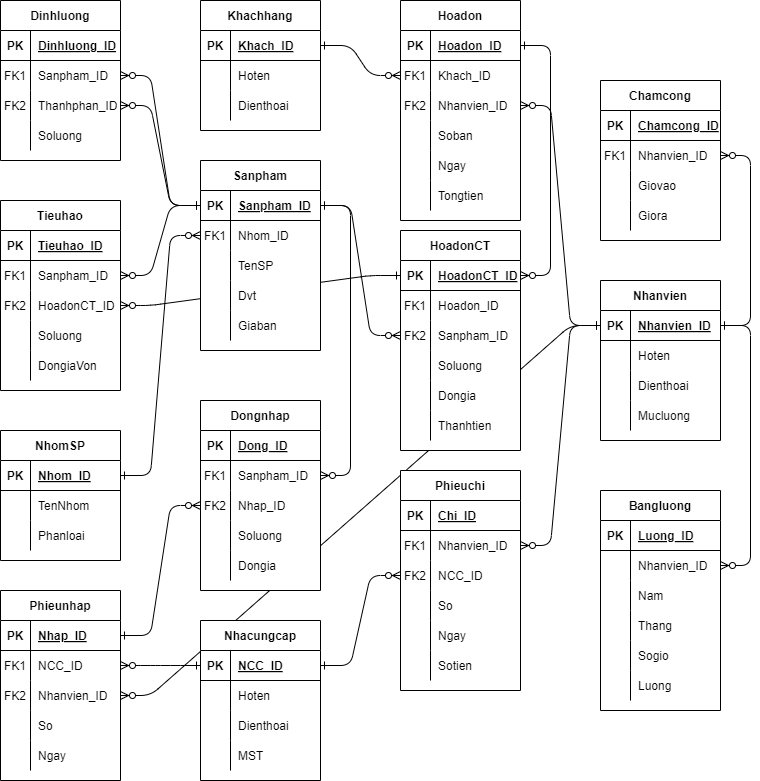 Dinhluong
PK Dinhluong_ID
FK1 Sanpham_ID
FK2 Thanhphan_ID
Soluong
Tieuhao
PK Tieuhao_ID
FK1 Sanpham_ID
FK2 HoadonCT_ID
Soluong
DongiaVon
NhomSP
PK Nhom_ID
TenNhom
Phanloai
Phieunhap
PK Nhap_ID
FK1 NCC_ID
FK2 Nhanvien_ID
So
Ngay
Khachhang
PK Khach_ID
Hoten
Dienthoai
Sanpham
PK Sanpham_ID
FK1 Nhom_ID
TenSP
Dvt
Giaban
Dongnhap
PK Dong_ID
FK1 Sanpham_ID
FK2 Nhap_ID
Soluong
Dongia
Nhacungcap
PK NCC_ID
Hoten
Dienthoai
MST
Hoadon
PK Hoadon_ID
FK1 Khach_ID
FK2 Nhanvien_ID
Soban
Ngay
Tongtien
HoadonCT
PK HoadonCT_ID
FK1 Hoadon_ID
FK2 Sanpham_ID
Soluong
Dongia
Thanhtien
Phieuchi
PK Chi_ID
FK1 Nhanvien_ID
FK2 NCC_ID
So
Ngay
Sotien
Chamcong
PK Chamcong_ID
FK1 Nhanvien_ID
Giovao
Giora
Nhanvien
PK Nhanvien_ID
Hoten
Dienthoai
Mucluong
Bangluong
PK Luong_ID
Nhanvien_ID
Nam
Thang
Sogio
Luong